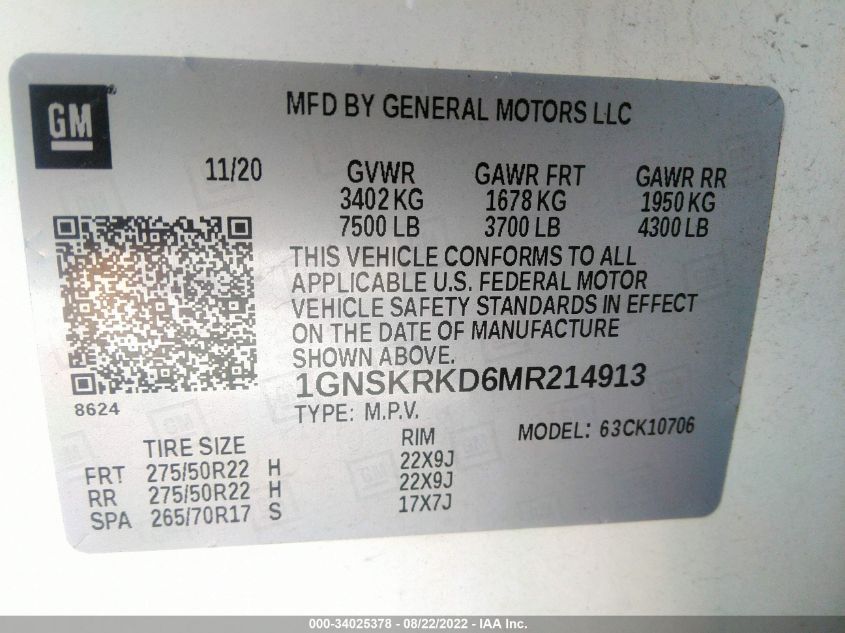 GM®
MFD BY GENERAL MOTORS LLC
11/20 GVWR GAWR FRT GAWR RR
3402 KG 1678 KG 1950 KG
7500 LB 3700 LB 4300 LB
THIS VEHICLE CONFORMS TO ALL
APPLICABLE U.S. FEDERAL MOTOR
VEHICLE SAFETY STANDARDS IN EFFECT
ON THE DATE OF MANUFACTURE
SHOWN ABOVE.
1GNSKRKD6MR214913
8624
TYPE: M.P.V.
MODEL: 63CK10706
TIRE SIZE RIM
FRT 275/50R22 H 22X9J
RR 275/50R22 H 22X9J
SPA 265/70R17 S 17X7J
000-34025378 - 08/22/2022 - IAA Inc.